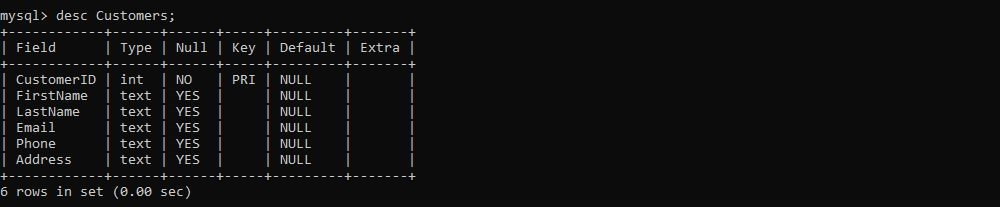 mysql> desc Customers;
+------------+------+------+-----+---------+-------+
| Field      | Type | Null | Key | Default | Extra |
+------------+------+------+-----+---------+-------+
| CustomerID | int  | NO   | PRI | NULL    |       |
| FirstName  | text | YES  |     | NULL    |       |
| LastName   | text | YES  |     | NULL    |       |
| Email      | text | YES  |     | NULL    |       |
| Phone      | text | YES  |     | NULL    |       |
| Address    | text | YES  |     | NULL    |       |
+------------+------+------+-----+---------+-------+
6 rows in set (0.00 sec)